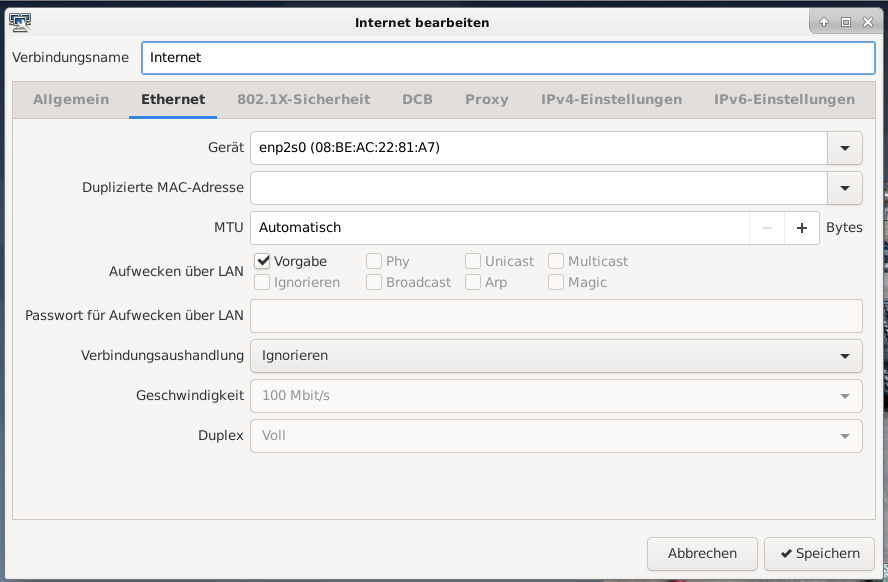 Internet bearbeiten
Verbindungsname Internet
Allgemein Ethernet 802.1X-Sicherheit DCB Proxy IPv4-Einstellungen IPv6-Einstellungen
Gerät enp2s0 (08:BE:AC:22:81:A7)
Duplizierte MAC-Adresse
MTU Automatisch − + Bytes
Aufwecken über LAN
Vorgabe Phy Unicast Multicast
Ignorieren Broadcast Arp Magic
Passwort für Aufwecken über LAN
Verbindungsaushandlung Ignorieren
Geschwindigkeit 100 Mbit/s
Duplex Voll
Abbrechen Speichern